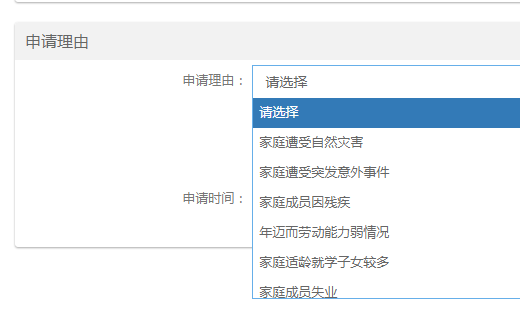 申请理由
申请理由： 请选择
请选择
家庭遭受自然灾害
家庭遭受突发意外事件
家庭成员因残疾
申请时间：
年迈而劳动能力弱情况
家庭适龄就学子女较多
家庭成员失业